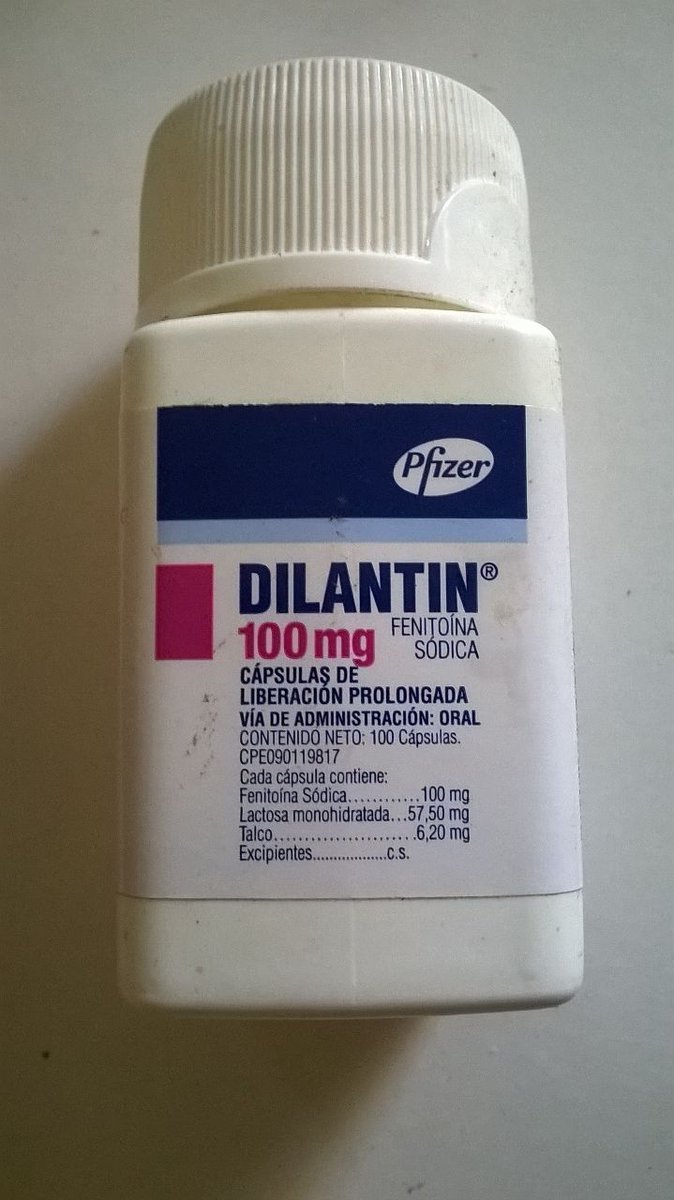 Pfizer
DILANTIN®
100 mg FENITOÍNA
SÓDICA
CÁPSULAS DE
LIBERACIÓN PROLONGADA
VÍA DE ADMINISTRACIÓN: ORAL
CONTENIDO NETO: 100 Cápsulas.
CPE090119817
Cada cápsula contiene:
Fenitoína Sódica............100 mg
Lactosa monohidratada...57,50 mg
Talco.......................6,20 mg
Excipientes..................c.s.